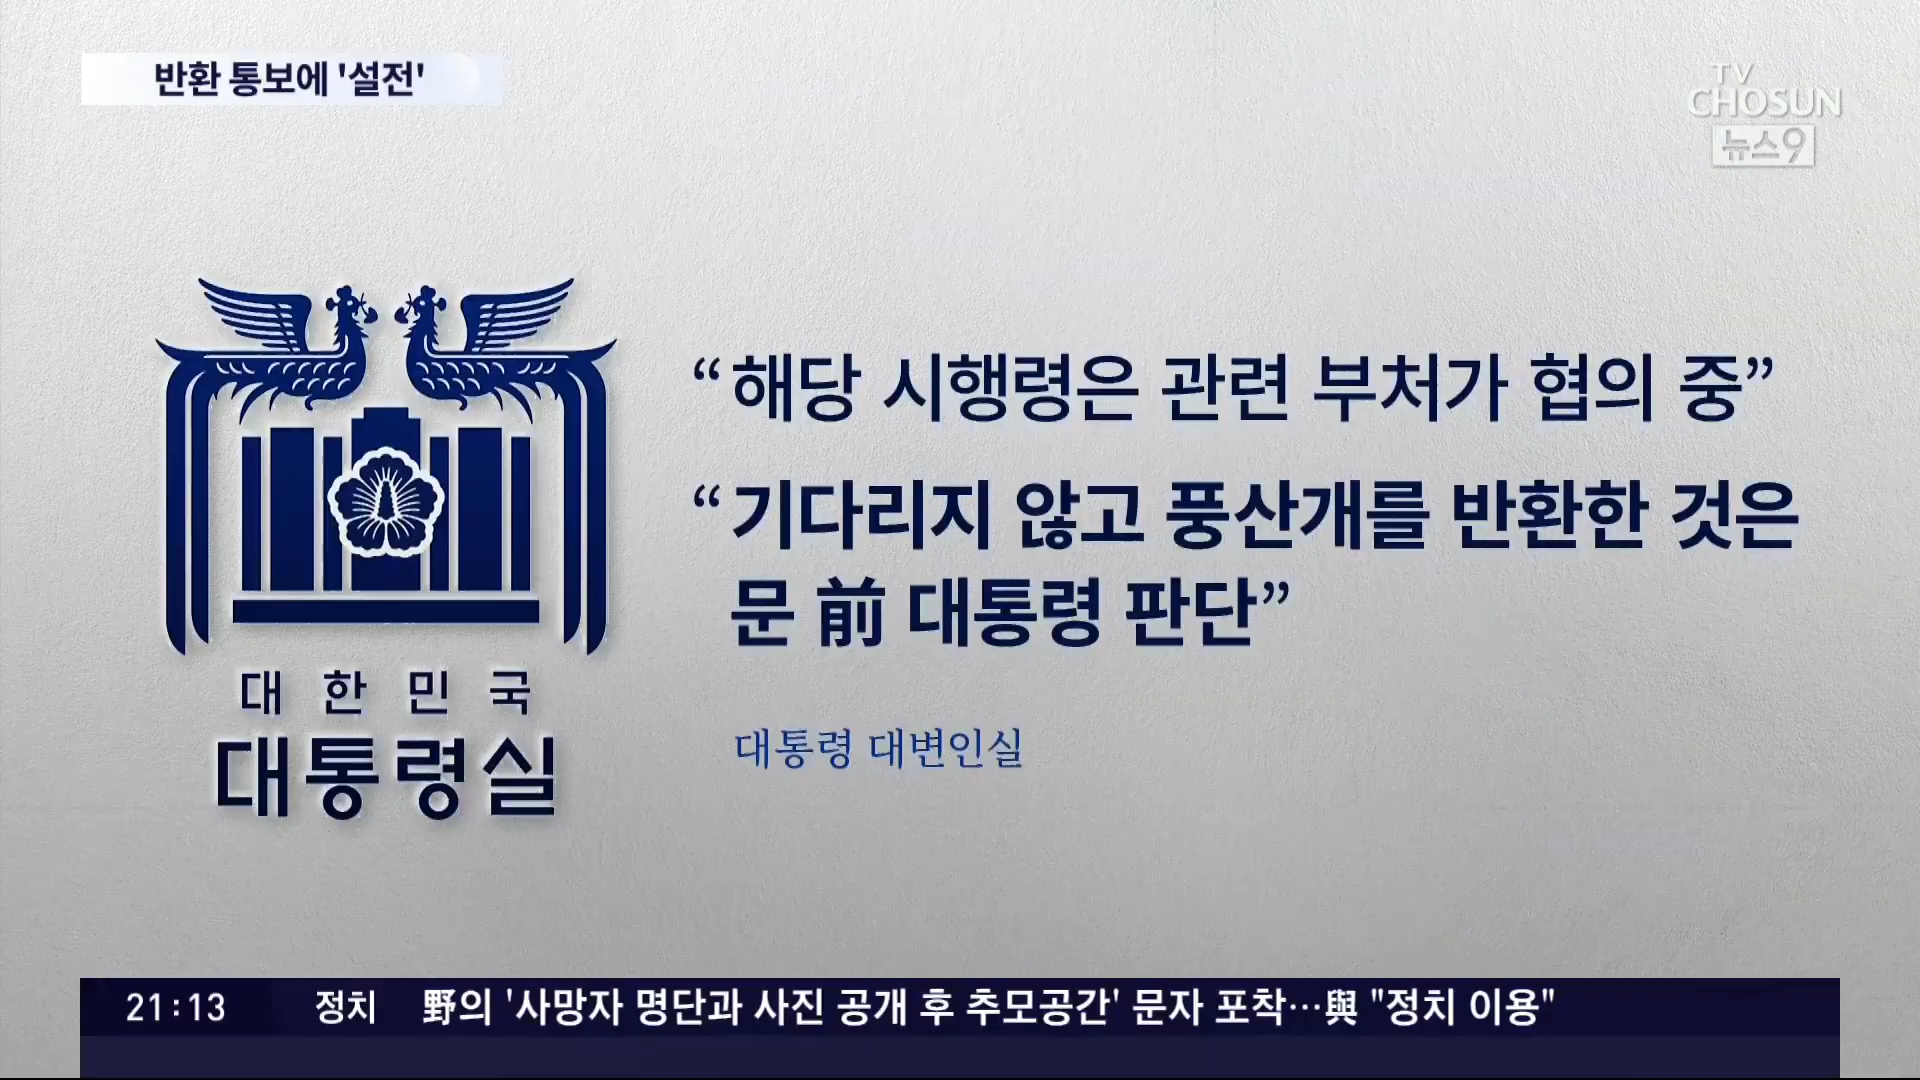 반환 통보에 '설전'
TV
CHOSUN
뉴스9
“해당 시행령은 관련 부처가 협의 중”
“기다리지 않고 풍산개를 반환한 것은
문 前 대통령 판단”
대통령 대변인실
대한민국
대통령실
21:13 정치 野의 '사망자 명단과 사진 공개 후 추모공간' 문자 포착…與 "정치 이용"